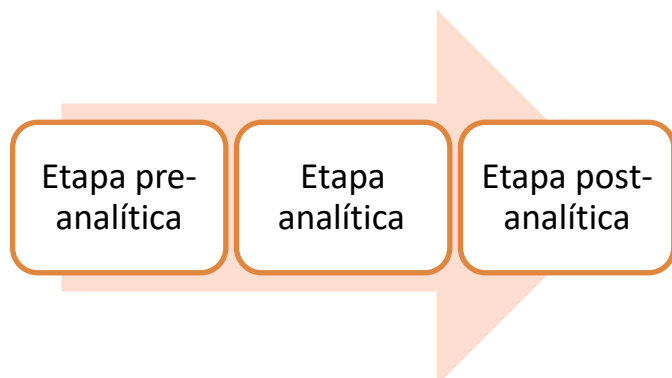 Etapa pre-
analítica
Etapa
analítica
Etapa post-
analítica